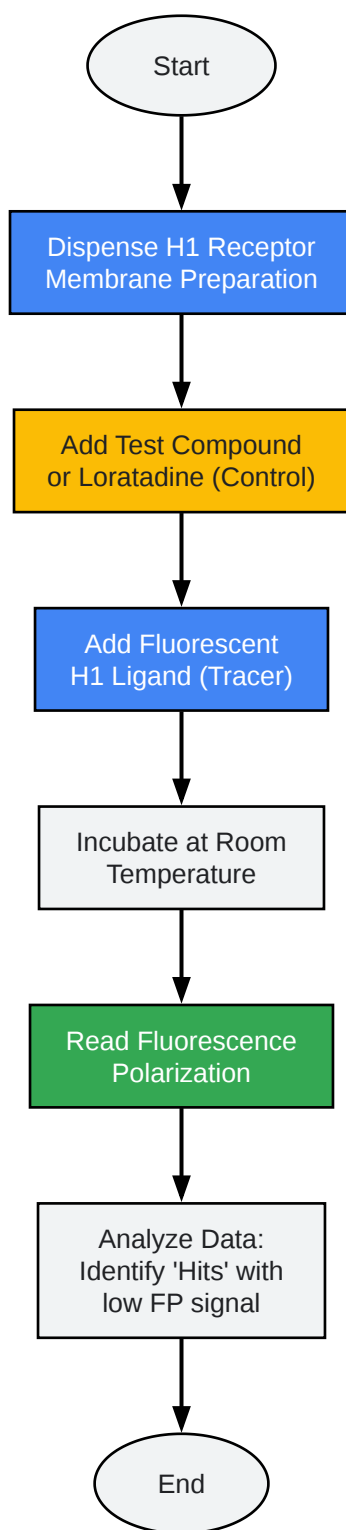 Start
Dispense H1 Receptor
Membrane Preparation
Add Test Compound
or Loratadine (Control)
Add Fluorescent
H1 Ligand (Tracer)
Incubate at Room
Temperature
Read Fluorescence
Polarization
Analyze Data:
Identify 'Hits' with
low FP signal
End